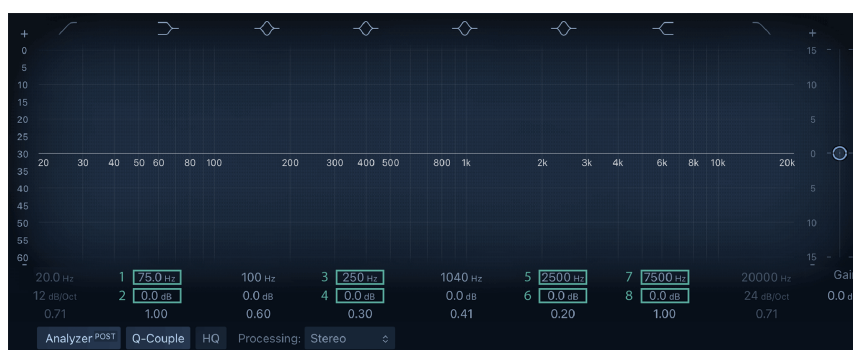 + +
0 15
5
10 10
15
20 5
25
30 20 30 40 50 60 80 100 200 300 400 500 800 1k 2k 3k 4k 6k 8k 10k 20k 0
35
40 5
45
50 10
55
60 15
- -
20.0 Hz 1 75.0 Hz 100 Hz 3 250 Hz 1040 Hz 5 2500 Hz 7 7500 Hz 20000 Hz Gai
12 dB/Oct 2 0.0 dB 0.0 dB 4 0.0 dB 0.0 dB 6 0.0 dB 8 0.0 dB 24 dB/Oct 0.0 d
0.71 1.00 0.60 0.30 0.41 0.20 1.00 0.71
Analyzer POST Q-Couple HQ Processing: Stereo